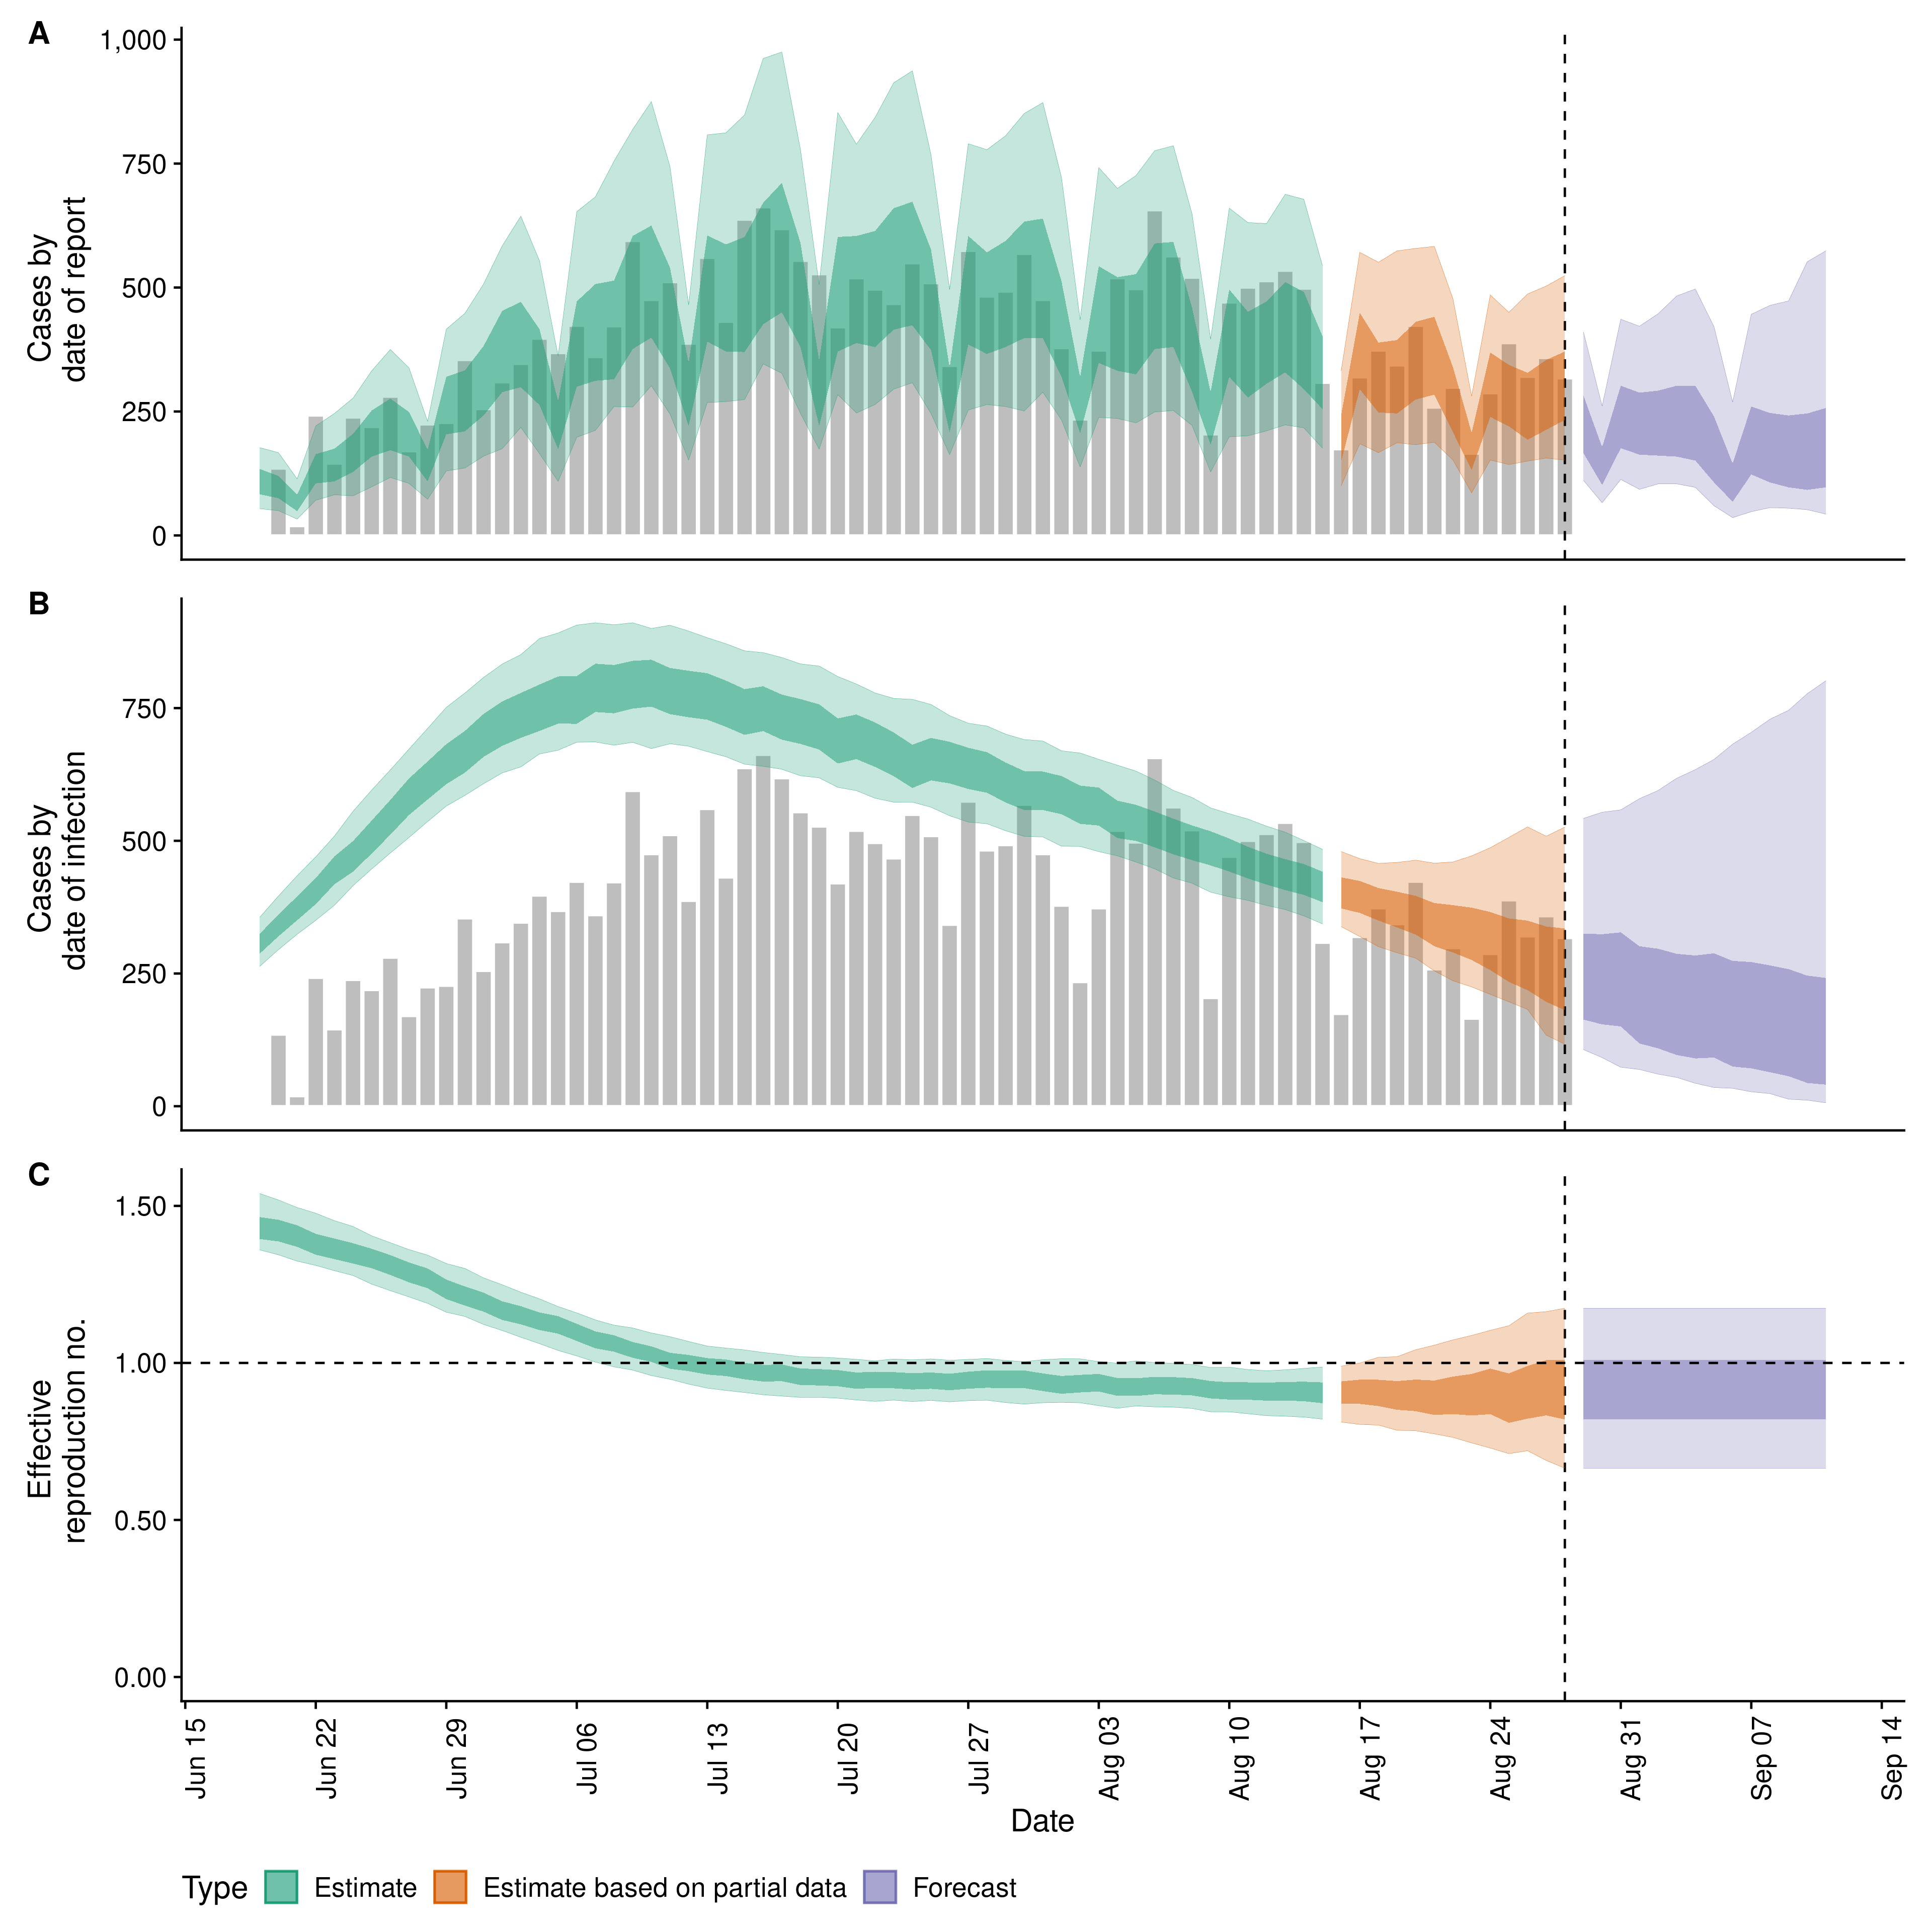 A
1,000
750
500
250
0
Cases by
date of report
B
750
500
250
0
Cases by
date of infection
C
1.50
1.00
0.50
0.00
Effective
reproduction no.
Jun 15
Jun 22
Jun 29
Jul 06
Jul 13
Jul 20
Jul 27
Aug 03
Aug 10
Aug 17
Aug 24
Aug 31
Sep 07
Sep 14
Date
Type Estimate Estimate based on partial data Forecast